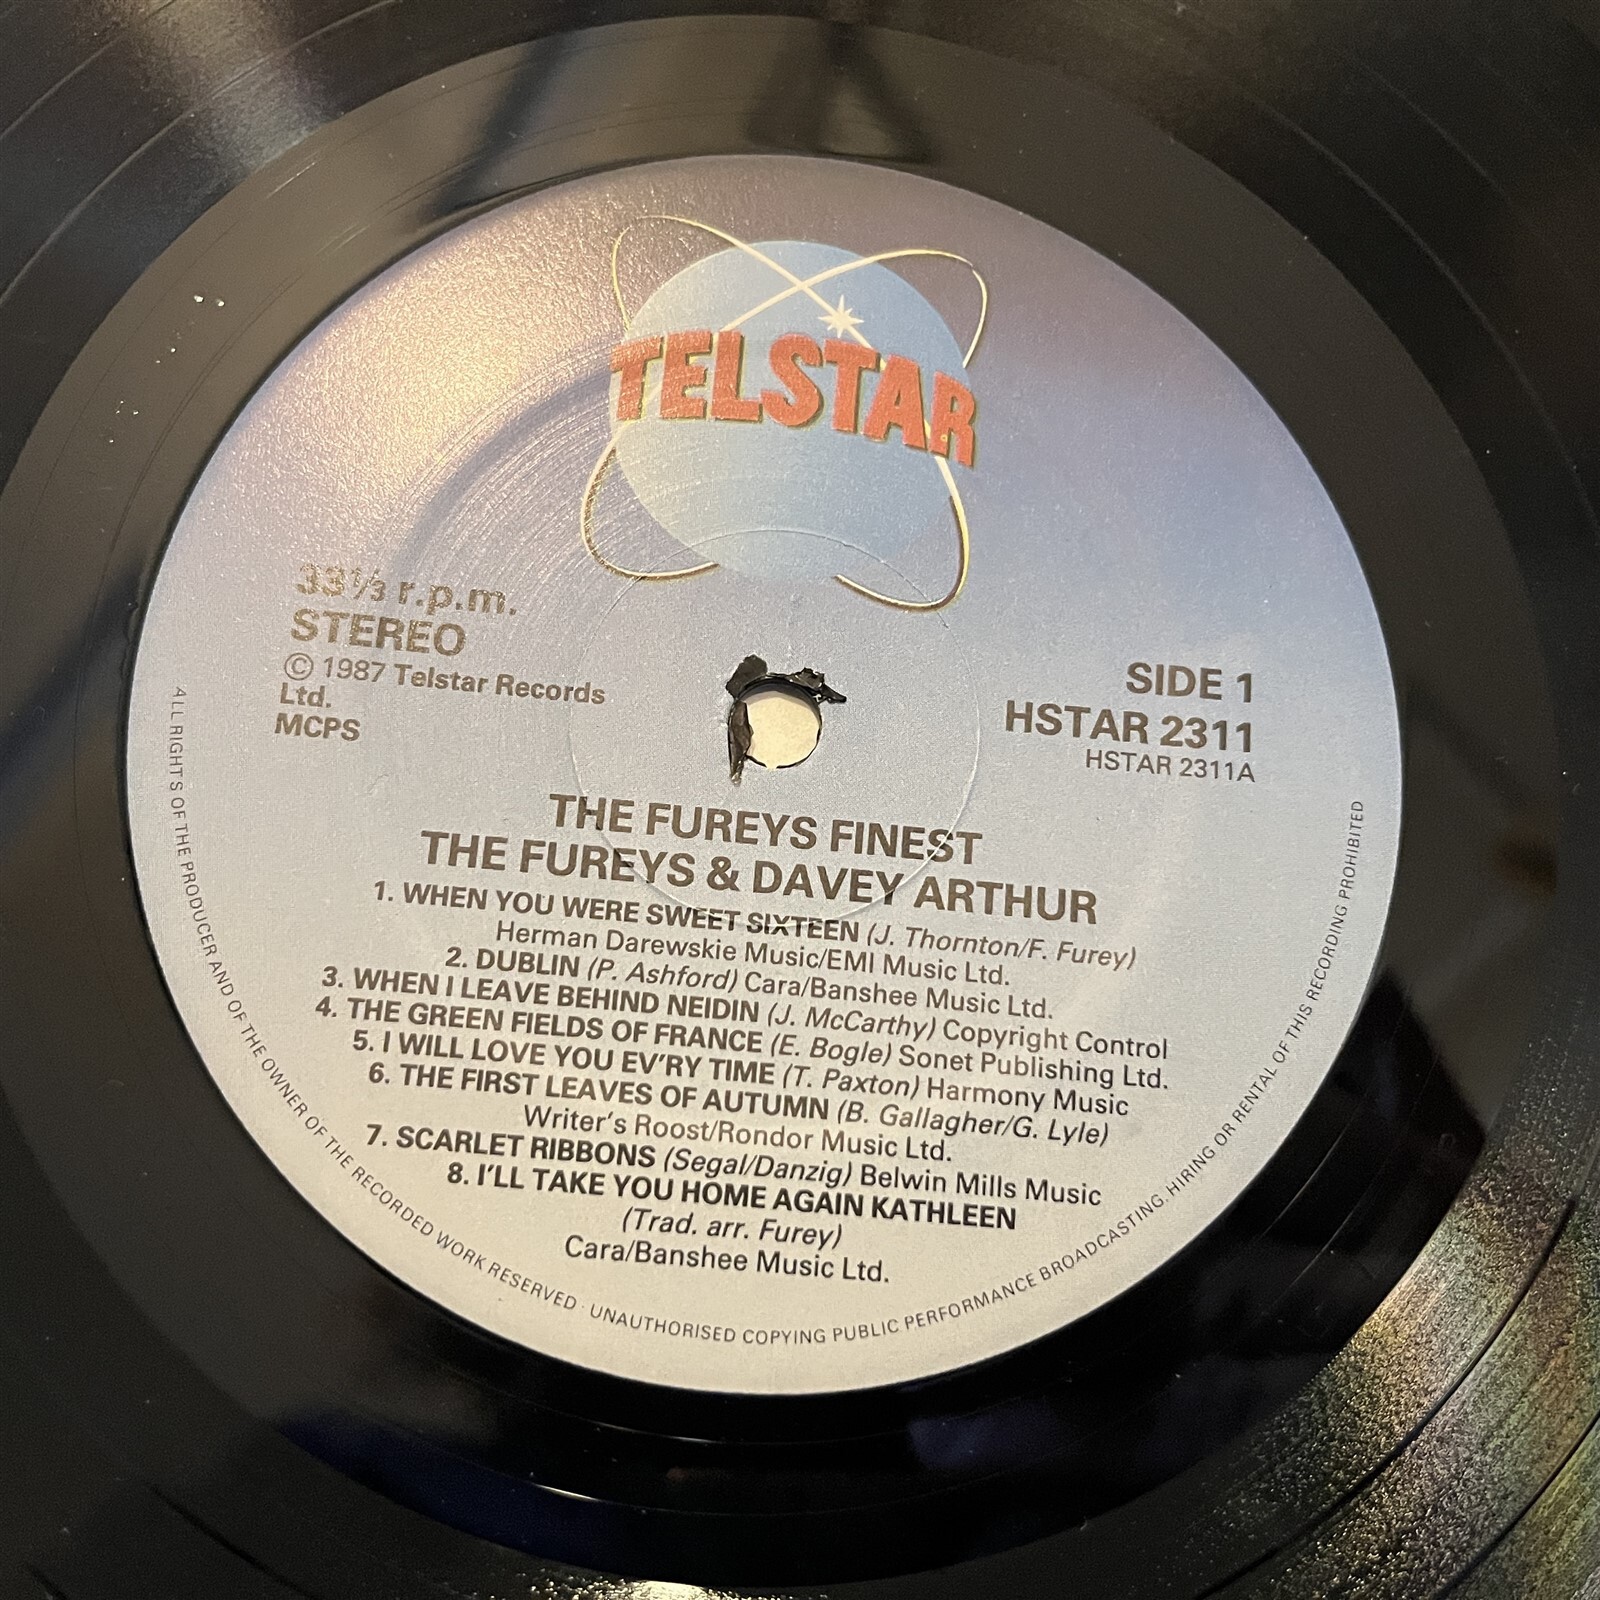 TELSTAR
33⅓ r.p.m.
STEREO
© 1987 Telstar Records
Ltd.
MCPS
SIDE 1
HSTAR 2311
HSTAR 2311A
THE FUREYS FINEST
THE FUREYS & DAVEY ARTHUR
1. WHEN YOU WERE SWEET SIXTEEN (J. Thornton/F. Furey)
Herman Darewskie Music/EMI Music Ltd.
2. DUBLIN (P. Ashford) Cara/Banshee Music Ltd.
3. WHEN I LEAVE BEHIND NEIDIN (J. McCarthy) Copyright Control
4. THE GREEN FIELDS OF FRANCE (E. Bogle) Sonet Publishing Ltd.
5. I WILL LOVE YOU EV'RY TIME (T. Paxton) Harmony Music
6. THE FIRST LEAVES OF AUTUMN (B. Gallagher/G. Lyle)
Writer's Roost/Rondor Music Ltd.
7. SCARLET RIBBONS (Segal/Danzig) Belwin Mills Music
8. I'LL TAKE YOU HOME AGAIN KATHLEEN
(Trad. arr. Furey)
Cara/Banshee Music Ltd.
ALL RIGHTS OF THE PRODUCER AND OF THE OWNER OF THE RECORDED WORK RESERVED · UNAUTHORISED COPYING PUBLIC PERFORMANCE BROADCASTING, HIRING OR RENTAL OF THIS RECORDING PROHIBITED